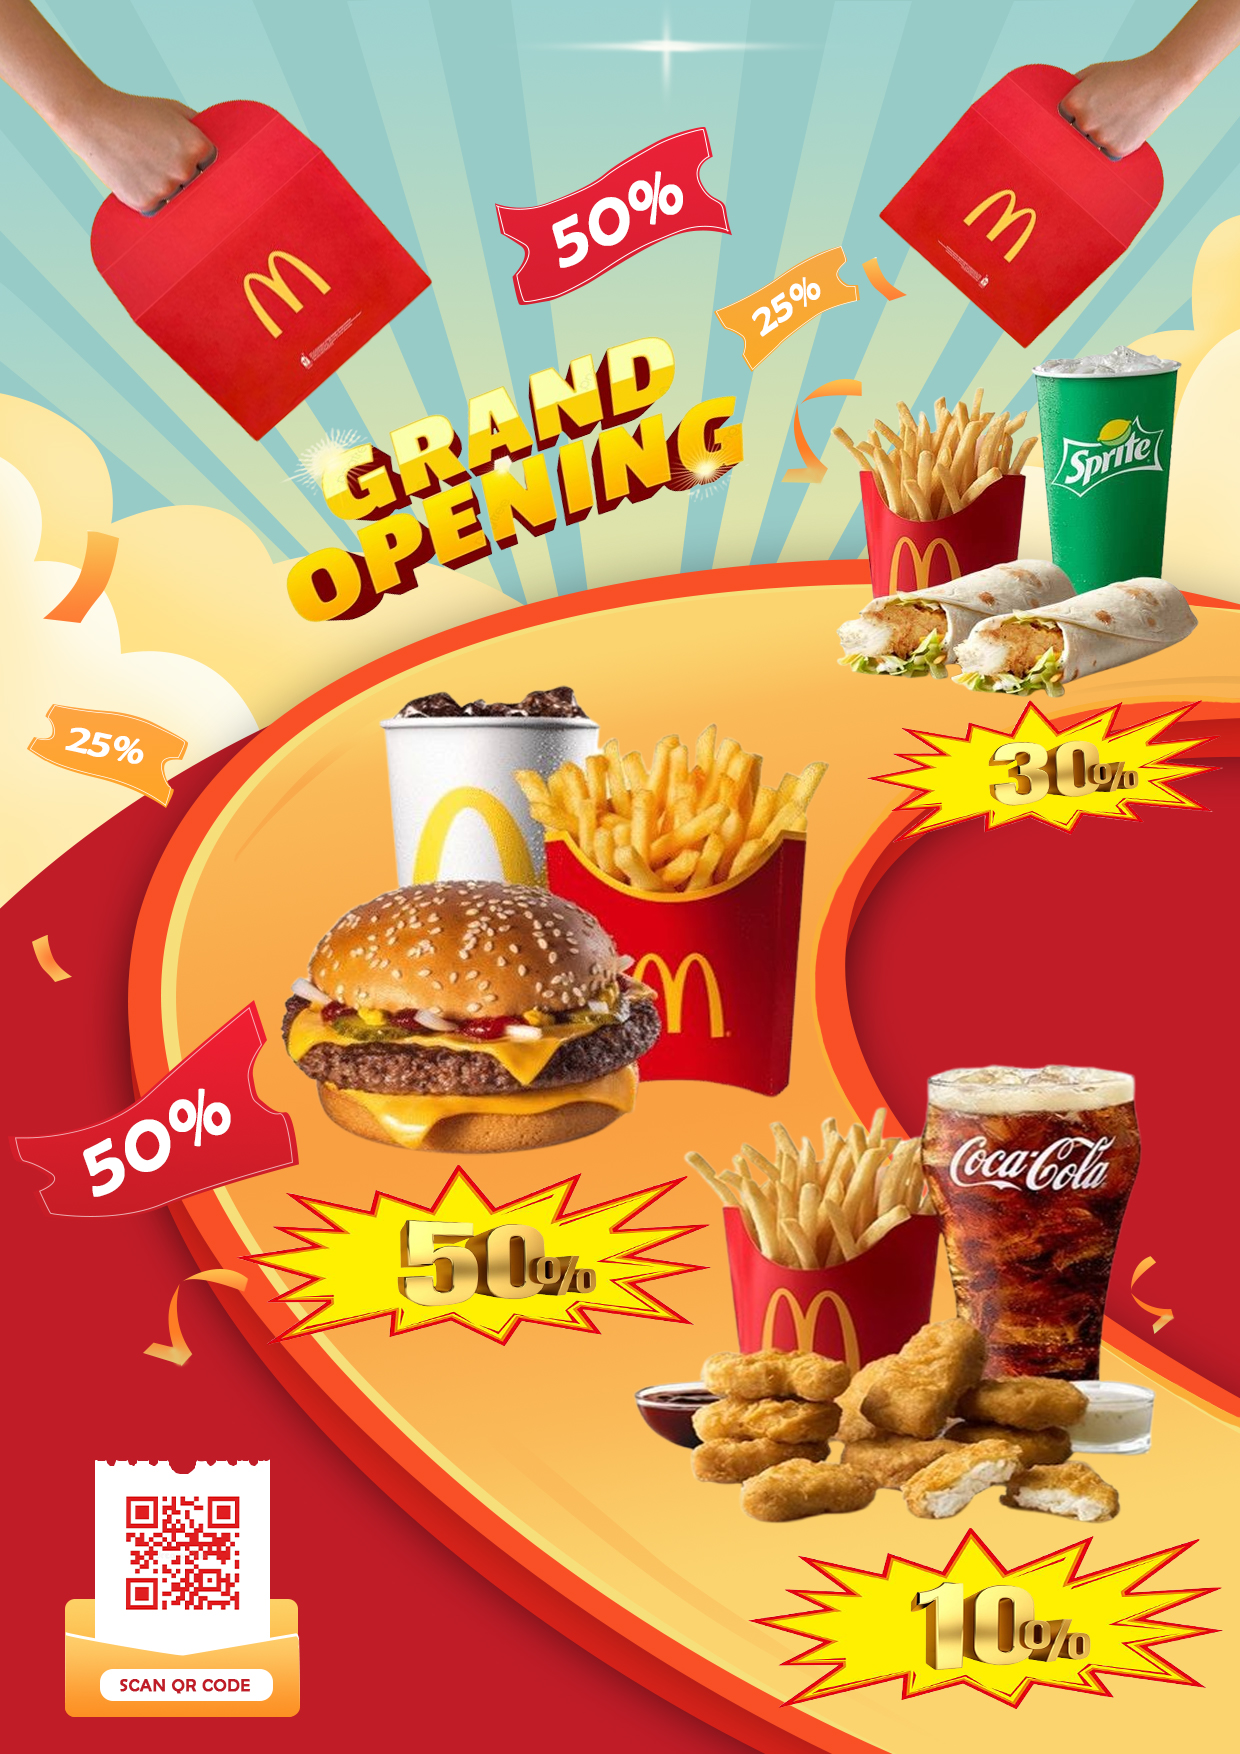 50%
25%
GRAND
OPENING
Sprite
30%
25%
50%
Coca-Cola
50%
10%
SCAN QR CODE